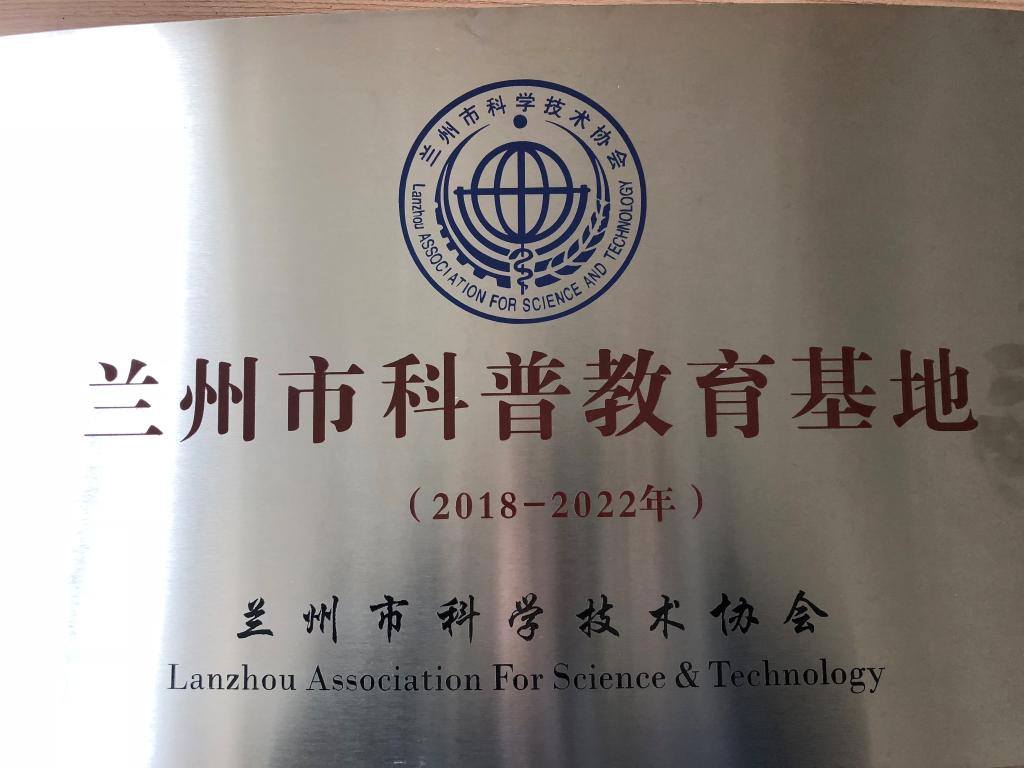 兰州市科学技术协会
Lanzhou ASSOCIATION FOR SCIENCE AND TECHNOLOGY
兰州市科普教育基地
（2018-2022年）
兰州市科学技术协会
Lanzhou Association For Science & Technology